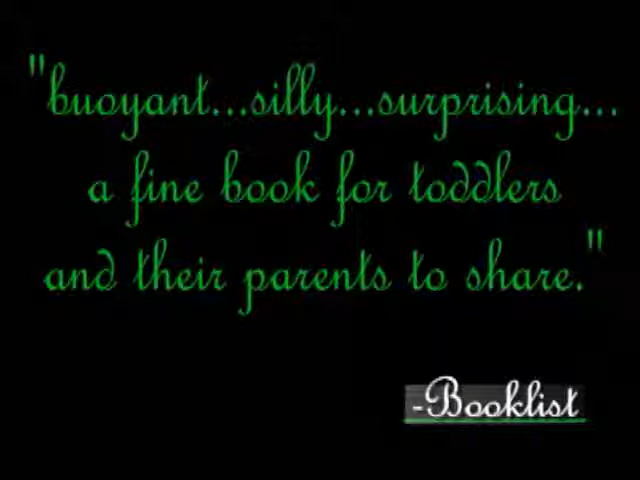 "buoyant...silly...surprising...
a fine book for toddlers
and their parents to share."
-Booklist